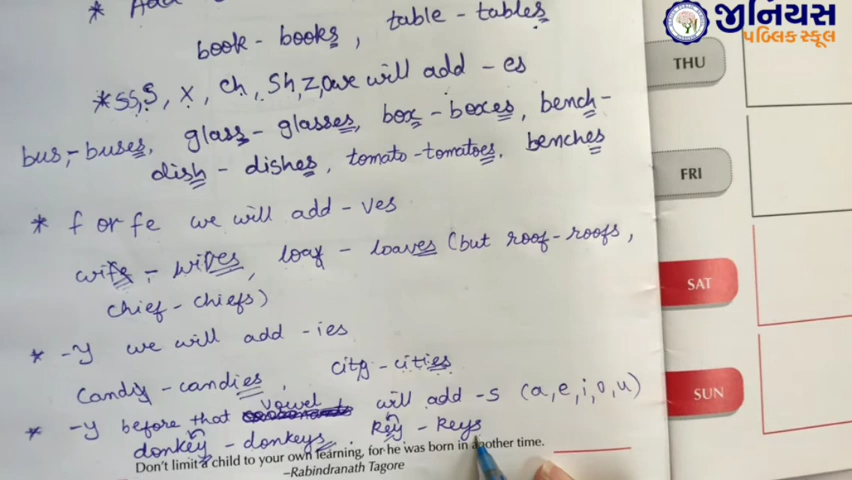 * Add
book - books, table - tables
* ss, s, x, ch, sh, z, o we will add - es
bus, - buses, glass - glasses, box - boxes, bench -
dish - dishes, tomato - tomatoes. benches
* f or fe we will add - ves
wife - wives, loaf - loaves (but roof - roofs,
chief - chiefs)
* -y we will add - ies
Candy - candies, city - cities
* -y before that vowel will add -s (a, e, i, o, u)
donkey - donkeys. Key - Keys
Don't limit a child to your own learning, for he was born in another time.
–Rabindranath Tagore
જીનિયસ
પબ્લિક સ્કૂલ
THU
FRI
SAT
SUN